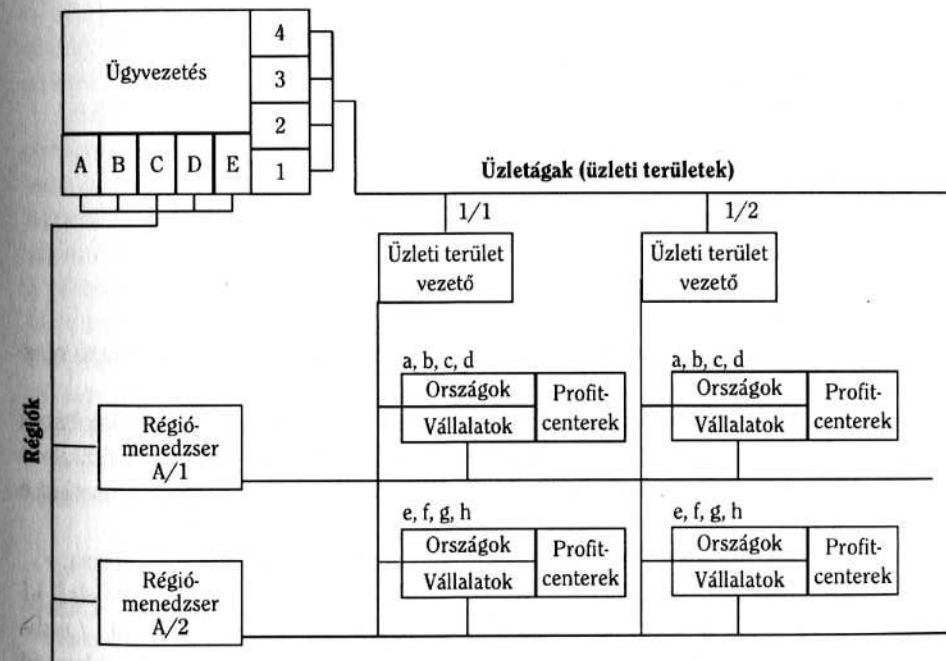 4
Ügyvezetés
3
2
A B C D E
1
Üzletágak (üzleti területek)
1/1
1/2
Üzleti terület
vezető
Üzleti terület
vezető
Régiók
a, b, c, d
Országok
Vállalatok
Profit-
centerek
a, b, c, d
Országok
Vállalatok
Profit-
centerek
Régió-
menedzser
A/1
e, f, g, h
Országok
Vállalatok
Profit-
centerek
e, f, g, h
Országok
Vállalatok
Profit-
centerek
Régió-
menedzser
A/2